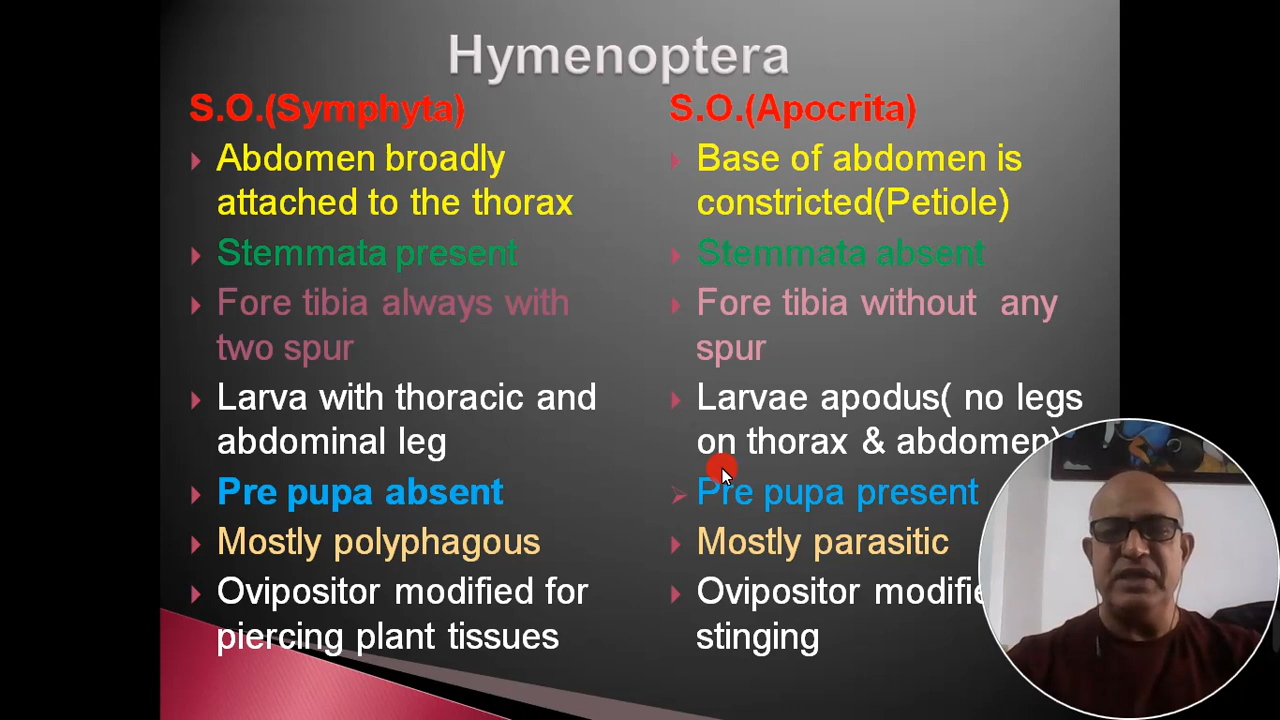 Hymenoptera
S.O.(Symphyta)
Abdomen broadly
attached to the thorax
Stemmata present
Fore tibia always with
two spur
Larva with thoracic and
abdominal leg
Pre pupa absent
Mostly polyphagous
Ovipositor modified for
piercing plant tissues
S.O.(Apocrita)
Base of abdomen is
constricted(Petiole)
Stemmata absent
Fore tibia without any
spur
Larvae apodus( no legs
on thorax & abdomen)
Pre pupa present
Mostly parasitic
Ovipositor
stinging